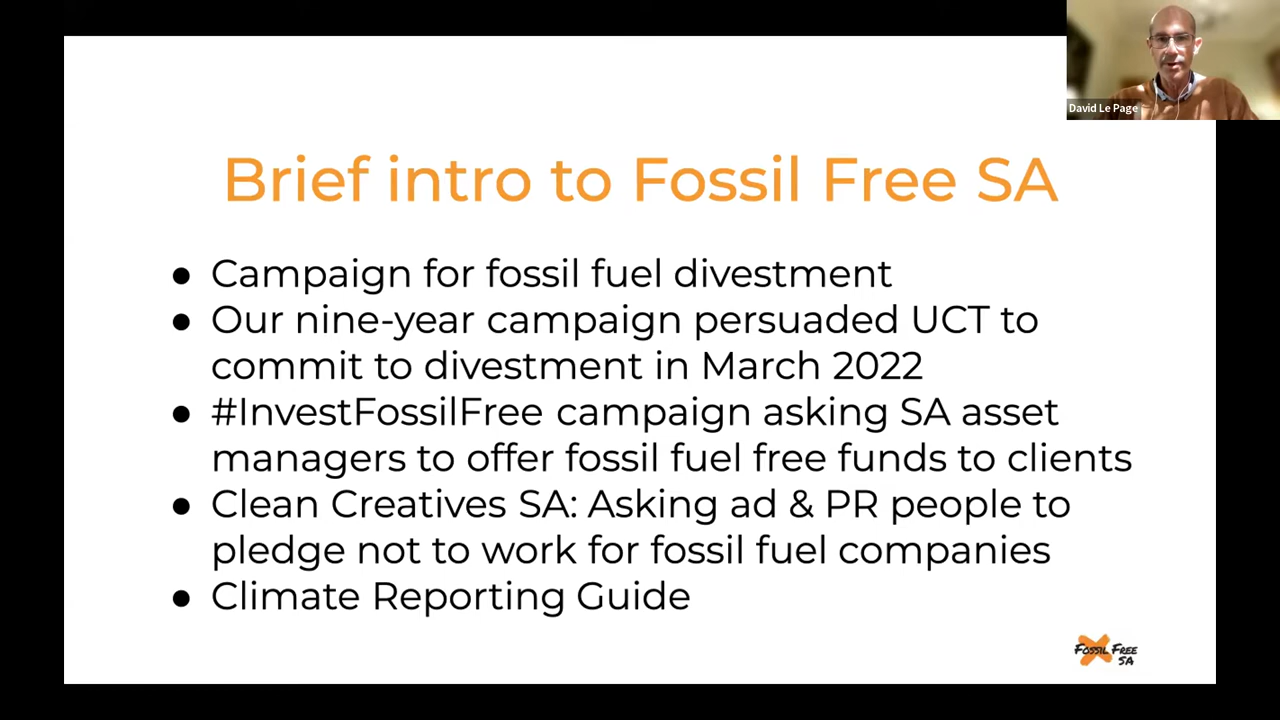 David Le Page
Brief intro to Fossil Free SA
● Campaign for fossil fuel divestment
● Our nine-year campaign persuaded UCT to
commit to divestment in March 2022
● #InvestFossilFree campaign asking SA asset
managers to offer fossil fuel free funds to clients
● Clean Creatives SA: Asking ad & PR people to
pledge not to work for fossil fuel companies
● Climate Reporting Guide
FOSSIL FREE
SA